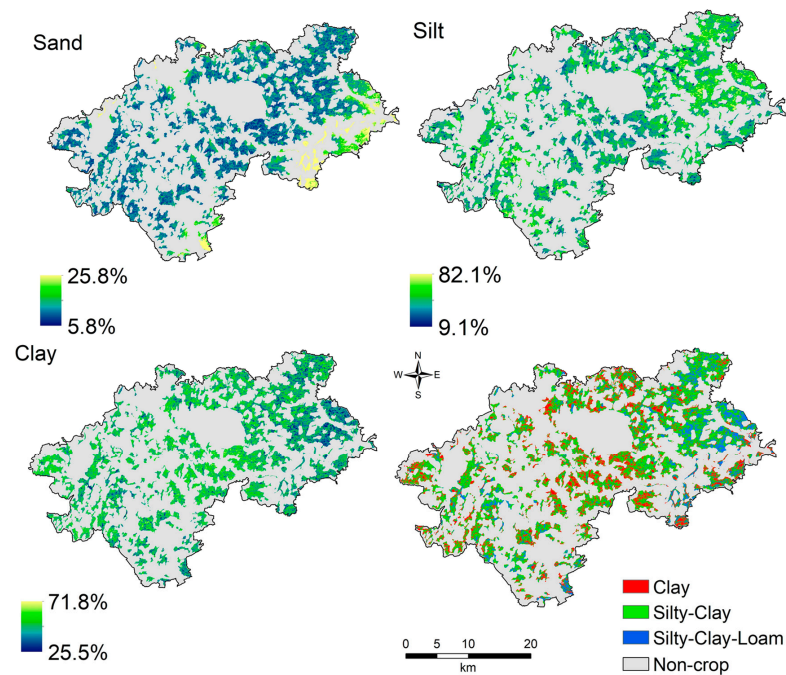 Sand
Silt
25.8%
5.8%
82.1%
9.1%
Clay
N
W E
S
71.8%
25.5%
Clay
Silty-Clay
Silty-Clay-Loam
Non-crop
0 5 10 20
km